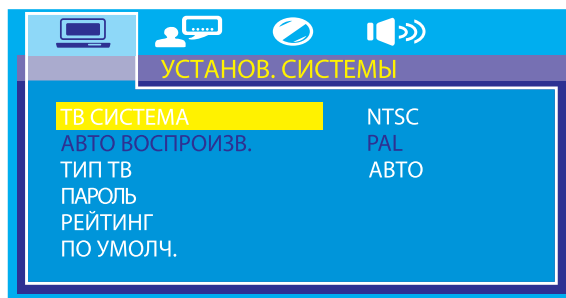 УСТАНОВ. СИСТЕМЫ
ТВ СИСТЕМА NTSC
АВТО ВОСПРОИЗВ. PAL
ТИП ТВ АВТО
ПАРОЛЬ
РЕЙТИНГ
ПО УМОЛЧ.